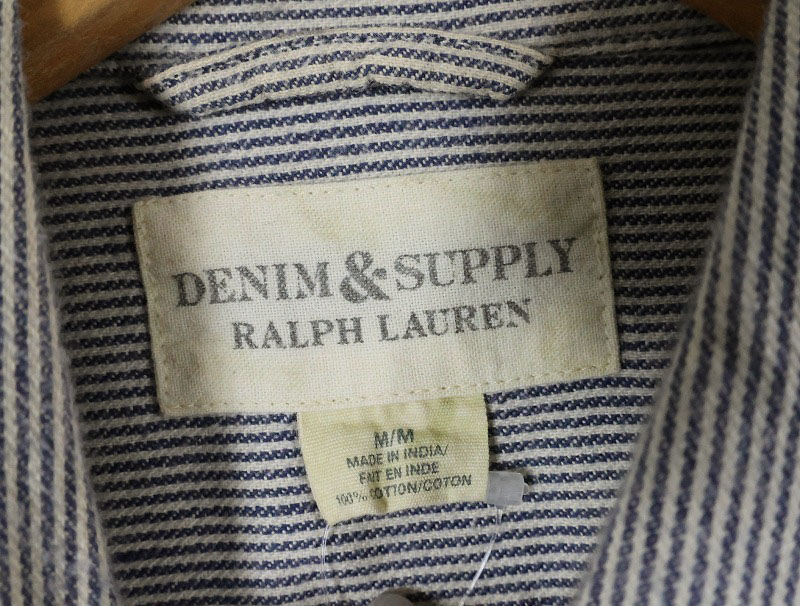 DENIM & SUPPLY
RALPH LAUREN
M/M
MADE IN INDIA/
FAIT EN INDE
100% COTTON/COTON